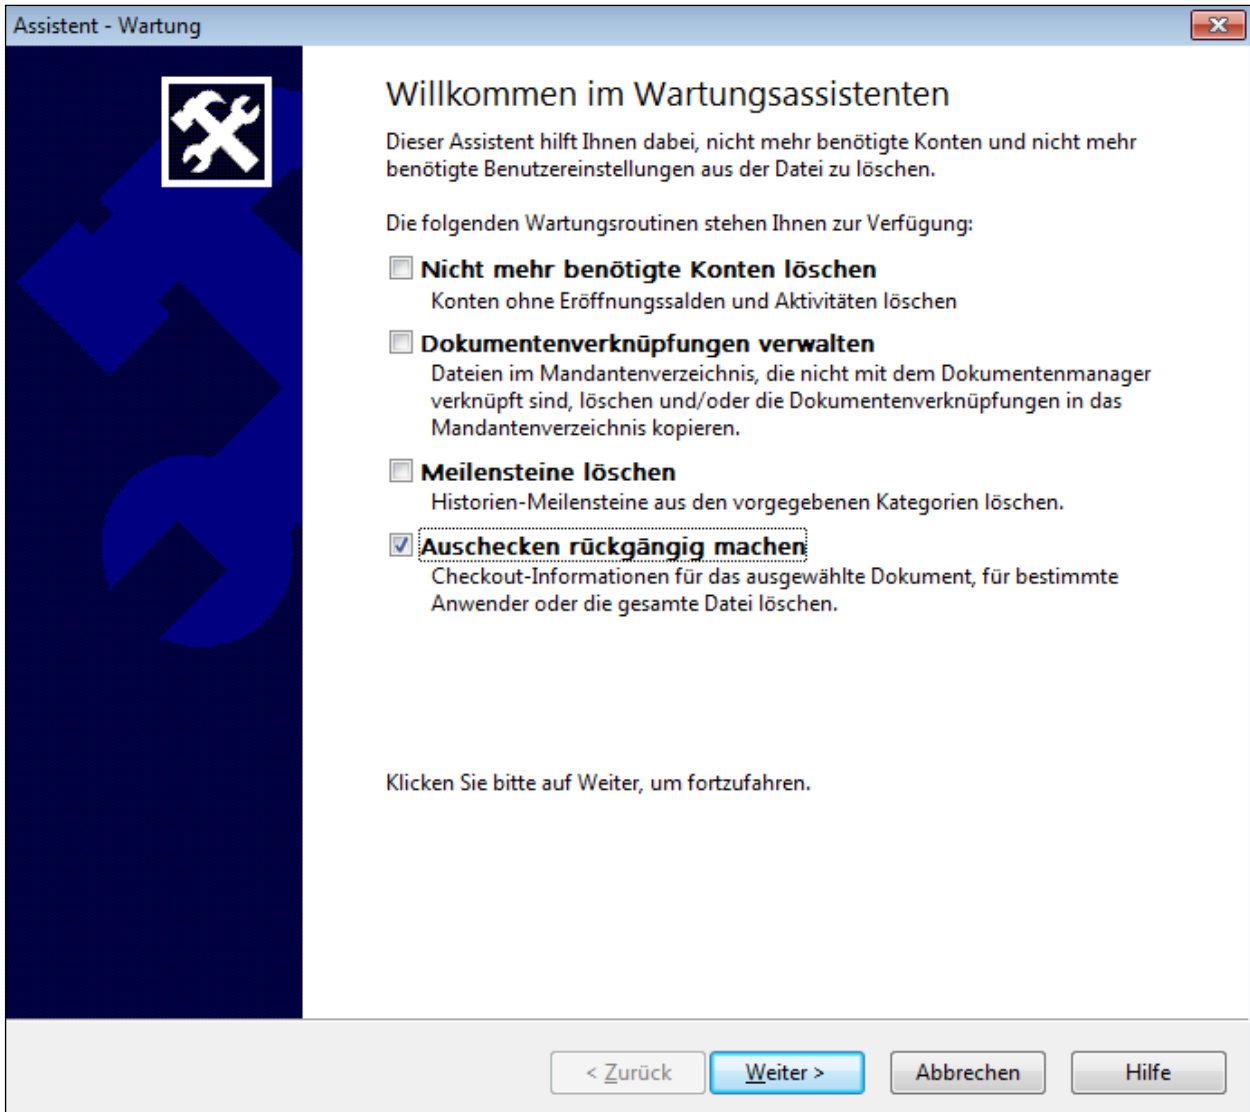 Assistent - Wartung
Willkommen im Wartungsassistenten
Dieser Assistent hilft Ihnen dabei, nicht mehr benötigte Konten und nicht mehr
benötigte Benutzereinstellungen aus der Datei zu löschen.
Die folgenden Wartungsroutinen stehen Ihnen zur Verfügung:
Nicht mehr benötigte Konten löschen
Konten ohne Eröffnungssalden und Aktivitäten löschen
Dokumentenverknüpfungen verwalten
Dateien im Mandantenverzeichnis, die nicht mit dem Dokumentenmanager
verknüpft sind, löschen und/oder die Dokumentenverknüpfungen in das
Mandantenverzeichnis kopieren.
Meilensteine löschen
Historien-Meilensteine aus den vorgegebenen Kategorien löschen.
Auschecken rückgängig machen
Checkout-Informationen für das ausgewählte Dokument, für bestimmte
Anwender oder die gesamte Datei löschen.
Klicken Sie bitte auf Weiter, um fortzufahren.
< Zurück Weiter > Abbrechen Hilfe